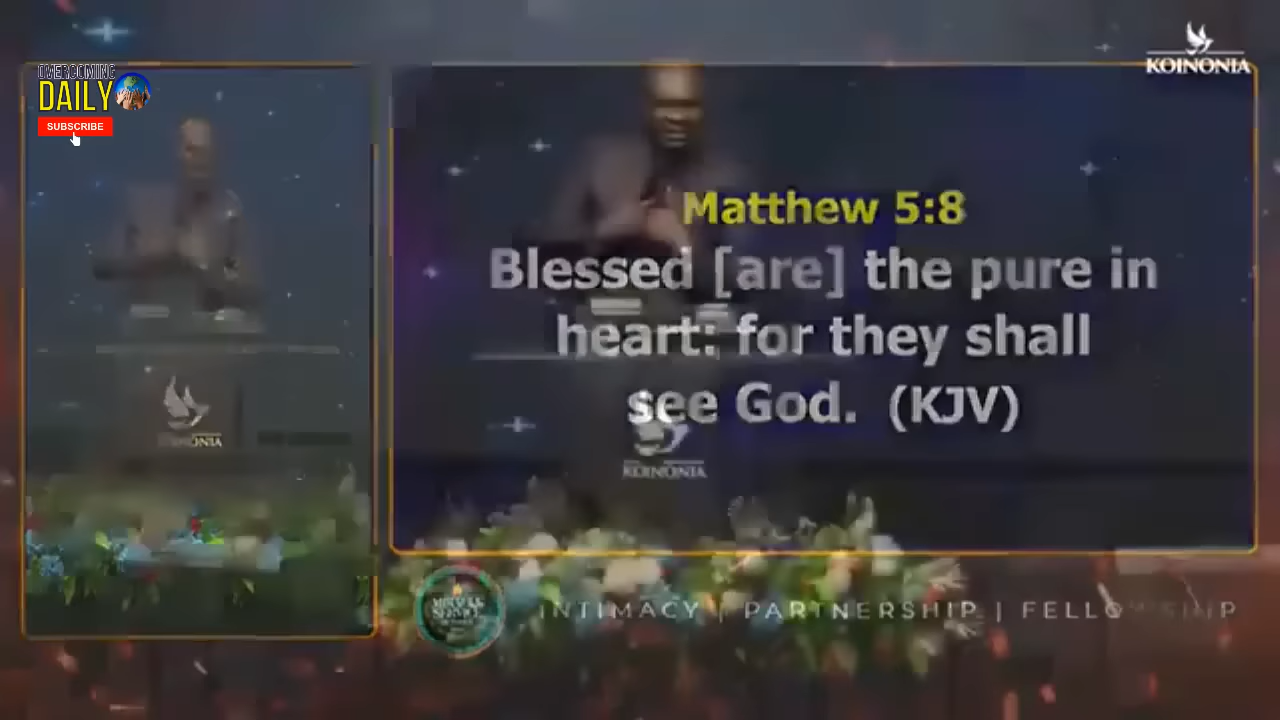 OVERCOMING
DAILY
SUBSCRIBE
KOINONIA
Matthew 5:8
Blessed [are] the pure in
heart: for they shall
see God. (KJV)
KOINONIA
KOINONIA
INTIMACY | PARTNERSHIP | FELLOWSHIP